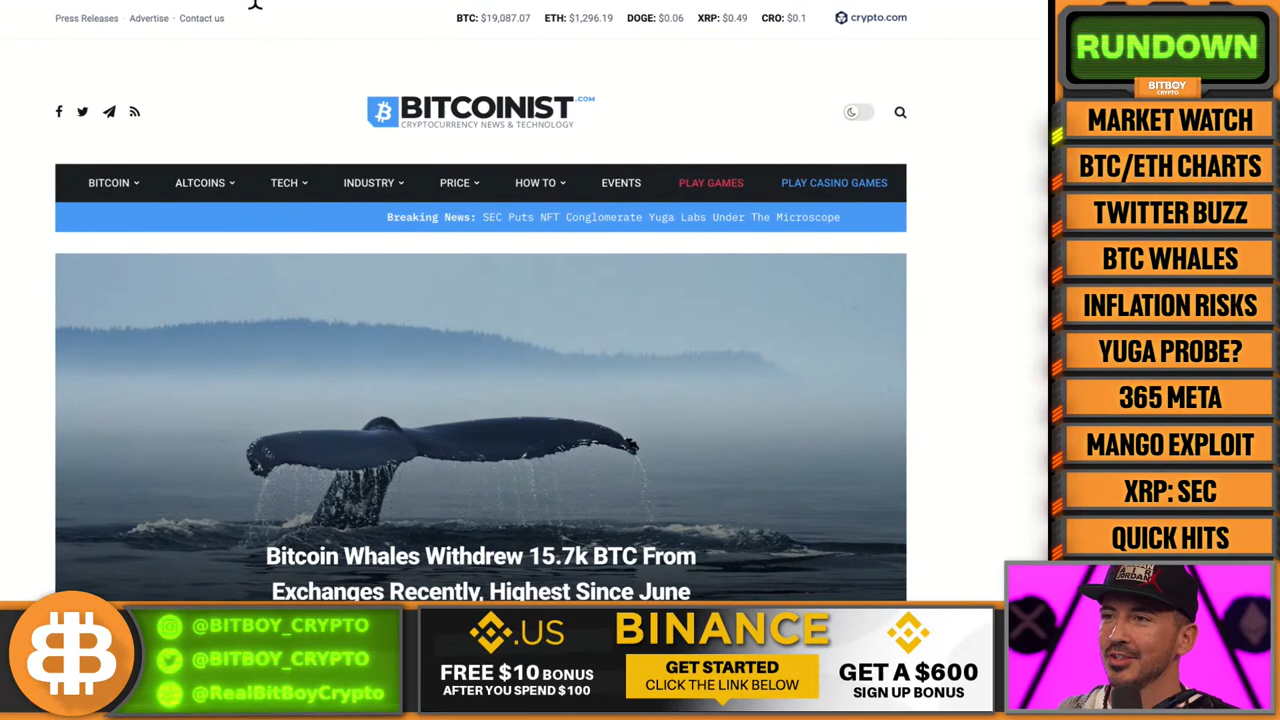 Press Releases · Advertise · Contact us
BTC: $19,087.07 ETH: $1,296.19 DOGE: $0.06 XRP: $0.49 CRO: $0.1 crypto.com
BITCOINIST.COM
CRYPTOCURRENCY NEWS & TECHNOLOGY
BITCOIN ALTCOINS TECH INDUSTRY PRICE HOW TO EVENTS PLAY GAMES PLAY CASINO GAMES
Breaking News: SEC Puts NFT Conglomerate Yuga Labs Under The Microscope
Bitcoin Whales Withdrew 15.7k BTC From
Exchanges Recently, Highest Since June
RUNDOWN
BITBOY
CRYPTO
MARKET WATCH
BTC/ETH CHARTS
TWITTER BUZZ
BTC WHALES
INFLATION RISKS
YUGA PROBE?
365 META
MANGO EXPLOIT
XRP: SEC
QUICK HITS
@BITBOY_CRYPTO
@BITBOY_CRYPTO
@RealBitBoyCrypto
.US
FREE $10 BONUS
AFTER YOU SPEND $100
BINANCE
GET STARTED
CLICK THE LINK BELOW
GET A $600
SIGN UP BONUS
JORDAN